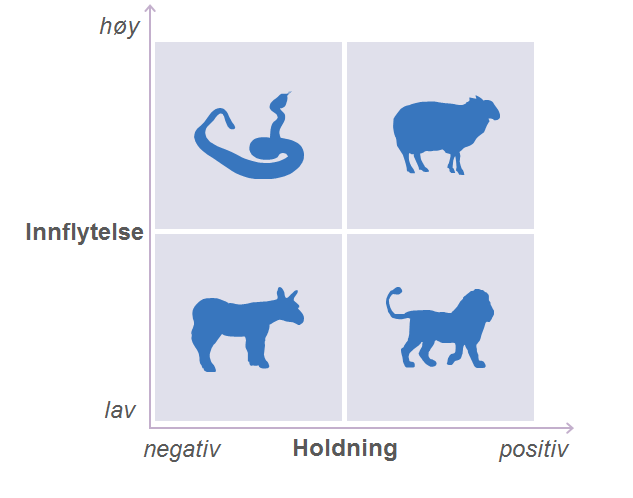 høy
Innflytelse
lav
negativ
Holdning
positiv